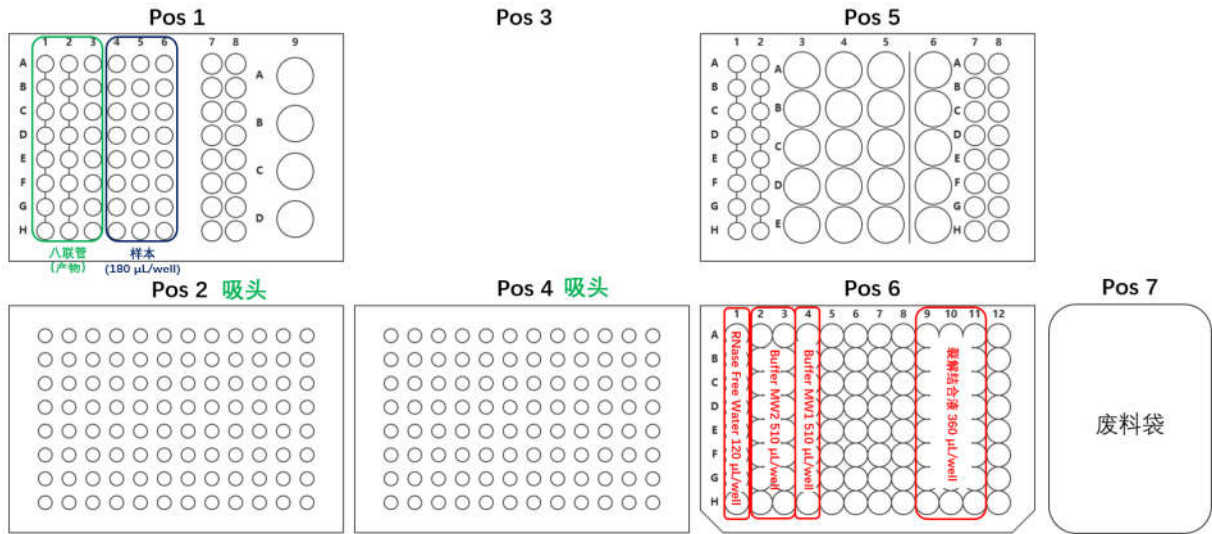 Pos 1
Pos 3
Pos 5
1 2 3 4 5 6 7 8 9
A
B
C
D
E
F
G
H
A
B
C
D
八联管
(产物)
样本
(180 μL/well)
1 2 3 4 5 6 7 8
A
B
C
D
E
F
G
H
A
B
C
D
E
A
B
C
D
E
F
G
H
Pos 2 吸头
Pos 4 吸头
Pos 6
Pos 7
1 2 3 4 5 6 7 8 9 10 11 12
A
B
C
D
E
F
G
H
RNase Free Water 120 μL/well
Buffer MW2 510 μL/well
Buffer MW1 510 μL/well
裂解结合液 360 μL/well
废料袋